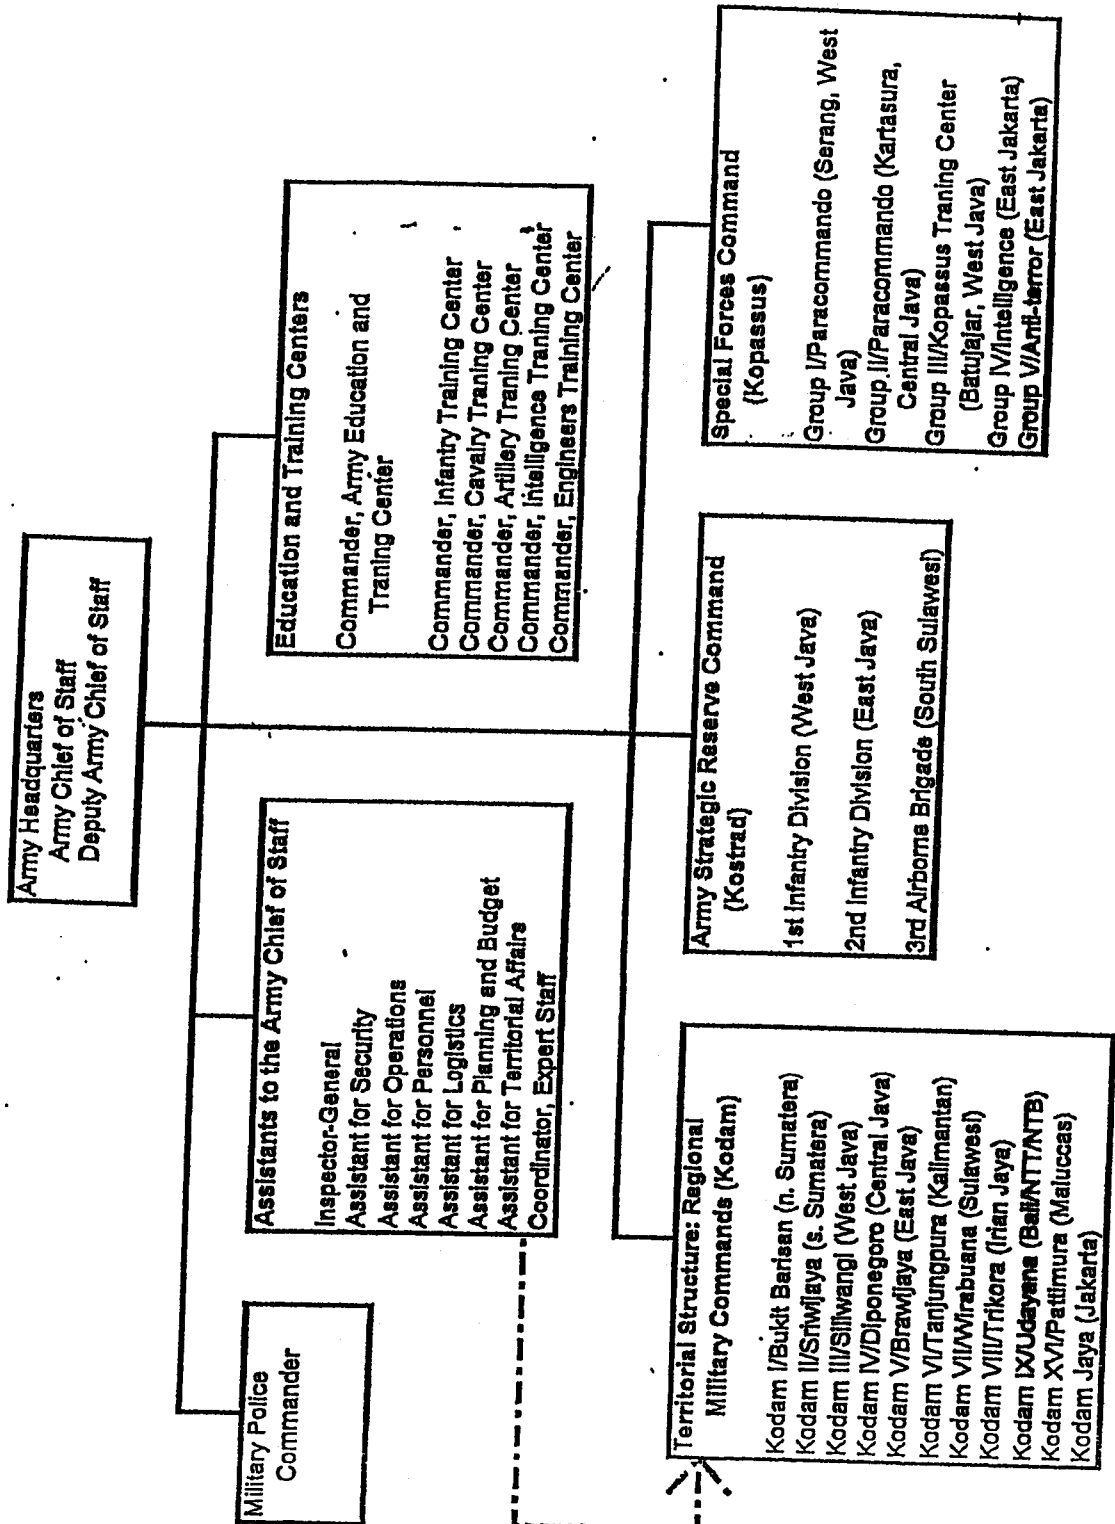 Army Headquarters
Army Chief of Staff
Deputy Army Chief of Staff
Military Police
Commander
Assistants to the Army Chief of Staff
Inspector-General
Assistant for Security
Assistant for Operations
Assistant for Personnel
Assistant for Logistics
Assistant for Planning and Budget
Assistant for Territorial Affairs
Coordinator, Expert Staff
Education and Training Centers
Commander, Army Education and
Traning Center
Commander, Infantry Training Center
Commander, Cavalry Traning Center
Commander, Artillery Traning Center
Commander, Intelligence Traning Center
Commander, Engineers Training Center
Territorial Structure: Regional
Military Commands (Kodam)
Kodam I/Bukit Barisan (n. Sumatera)
Kodam II/Sriwijaya (s. Sumatera)
Kodam III/Siliwangi (West Java)
Kodam IV/Diponegoro (Central Java)
Kodam V/Brawijaya (East Java)
Kodam VI/Tanjungpura (Kalimantan)
Kodam VII/Wirabuana (Sulawesi)
Kodam VIII/Trikora (Irian Jaya)
Kodam IX/Udayana (Bali/NTT/NTB)
Kodam XVI/Pattimura (Maluccas)
Kodam Jaya (Jakarta)
Army Strategic Reserve Command
(Kostrad)
1st Infantry Division (West Java)
2nd Infantry Division (East Java)
3rd Airborne Brigade (South Sulawesi)
Special Forces Command
(Kopassus)
Group I/Paracommando (Serang, West
Java)
Group II/Paracommando (Kartasura,
Central Java)
Group III/Kopassus Traning Center
(Batujajar, West Java)
Group IV/Intelligence (East Jakarta)
Group V/Anti-terror (East Jakarta)